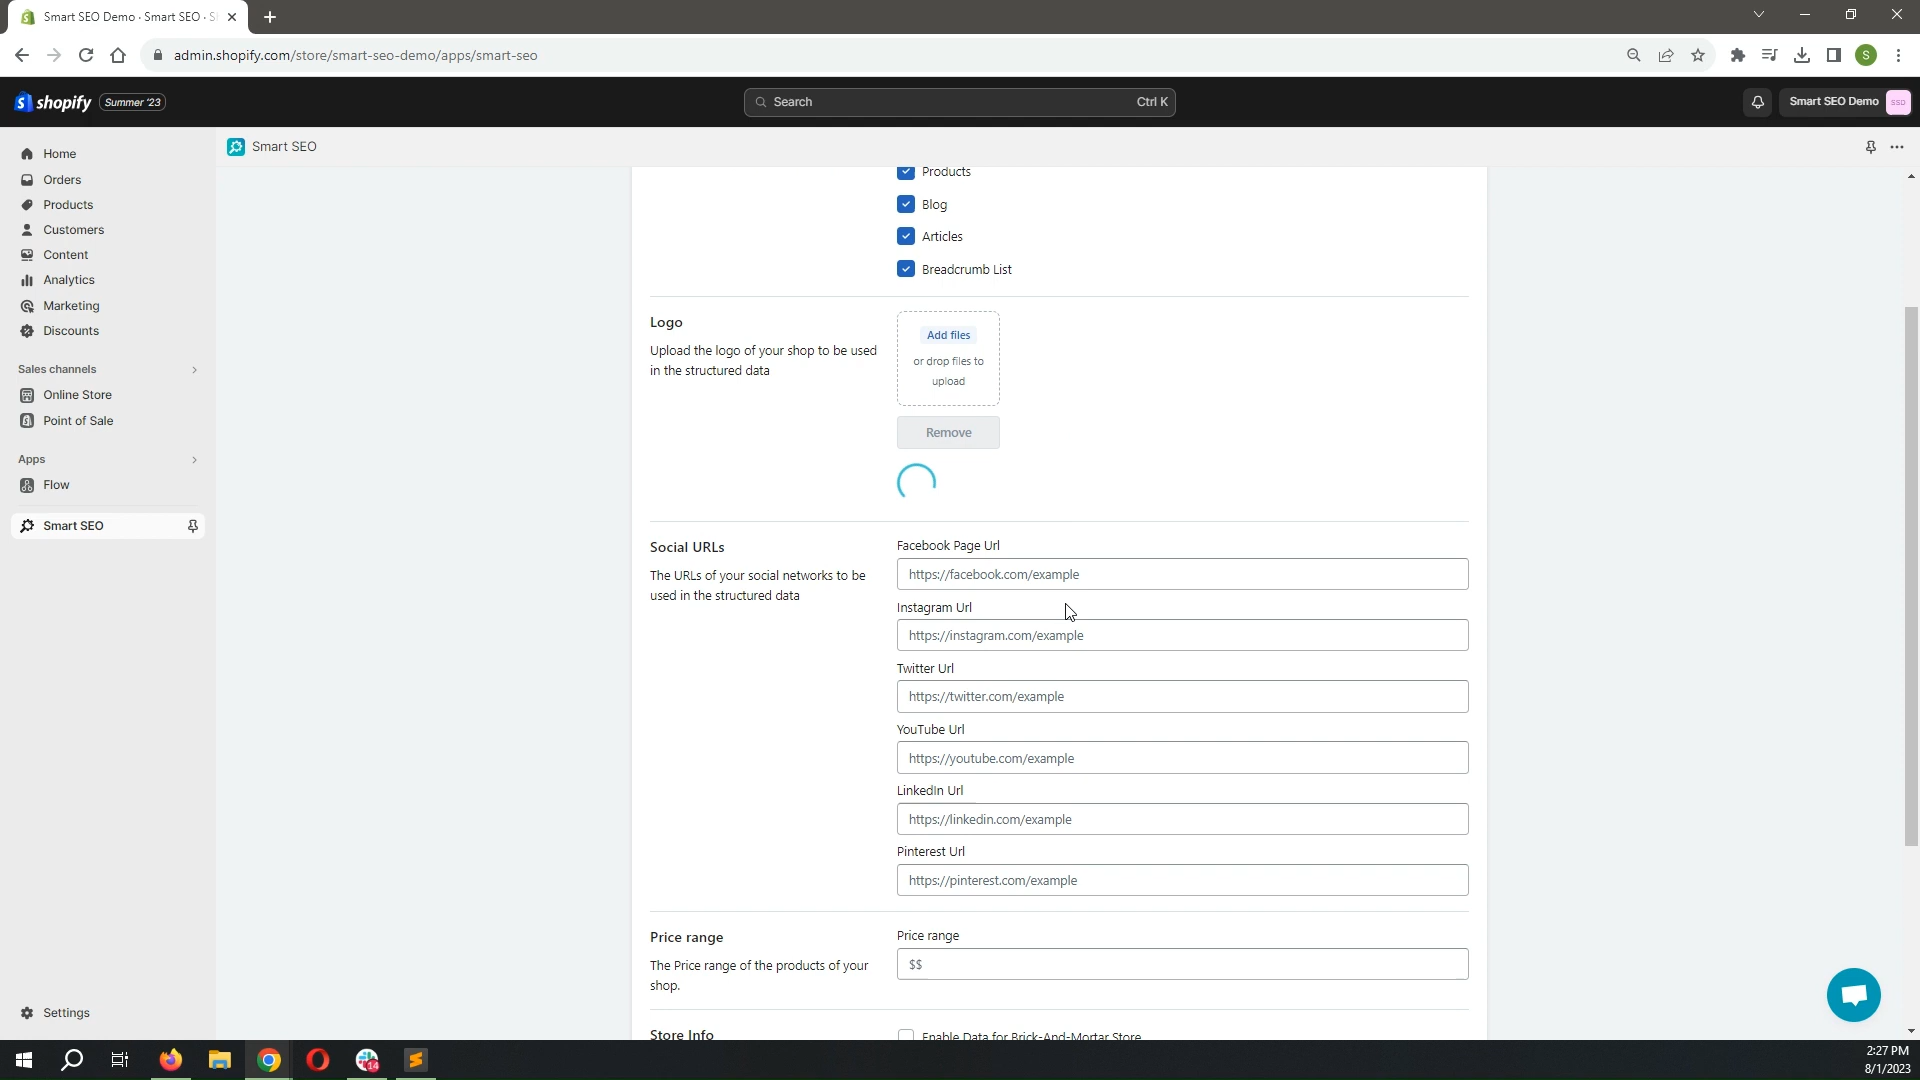 Smart SEO Demo · Smart SEO · S
admin.shopify.com/store/smart-seo-demo/apps/smart-seo
S
shopify
Summer '23
Search
Ctrl K
Smart SEO Demo
SSD
Home
Orders
Products
Customers
Content
Analytics
Marketing
Discounts
Sales channels
Online Store
Point of Sale
Apps
Flow
Smart SEO
Settings
Smart SEO
Products
Blog
Articles
Breadcrumb List
Logo
Upload the logo of your shop to be used
in the structured data
Add files
or drop files to
upload
Remove
Social URLs
The URLs of your social networks to be
used in the structured data
Facebook Page Url
https://facebook.com/example
Instagram Url
https://instagram.com/example
Twitter Url
https://twitter.com/example
YouTube Url
https://youtube.com/example
LinkedIn Url
https://linkedin.com/example
Pinterest Url
https://pinterest.com/example
Price range
The Price range of the products of your
shop.
Price range
$$
Store Info
Enable Data for Brick-And-Mortar Store
14
2:27 PM
8/1/2023